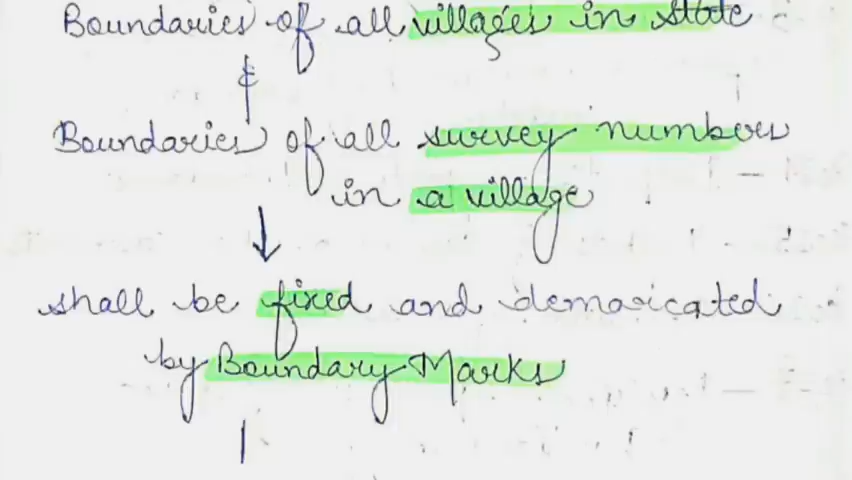 Boundaries of all villages in state
&
Boundaries of all survey numbers
in a village
shall be fixed and demarcated
by Boundary Marks